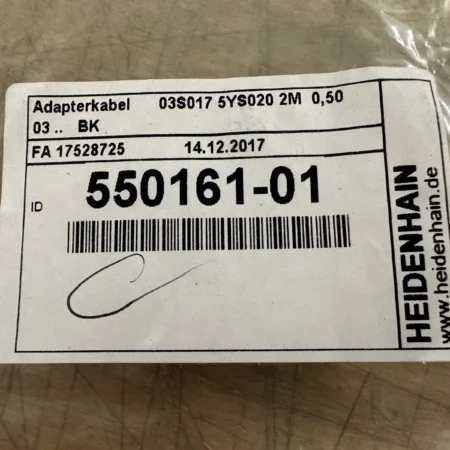 Adapterkabel 03S017 5YS020 2M 0,50
03 .. BK
FA 17528725 14.12.2017
ID 550161-01
HEIDENHAIN
www.heidenhain.de